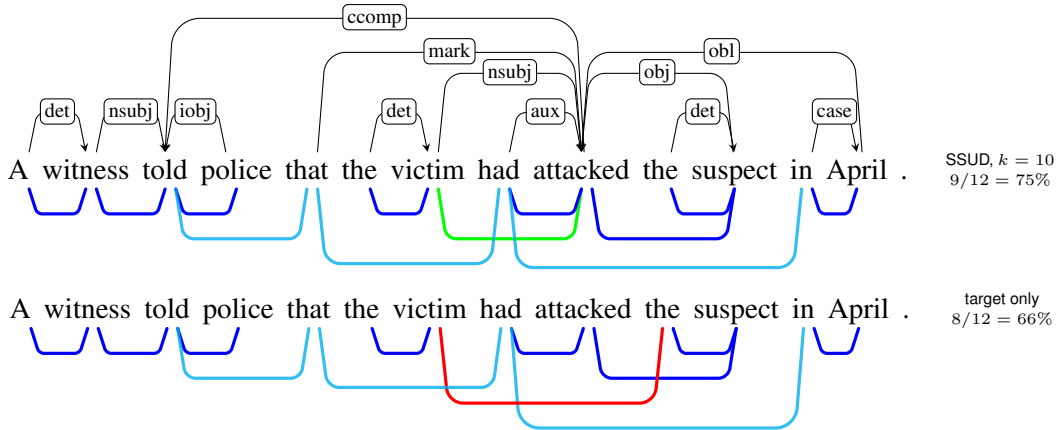 ccomp
mark obl
nsubj obj
det nsubj iobj det aux det case
A witness told police that the victim had attacked the suspect in April .
SSUD, k = 10
9/12 = 75%
A witness told police that the victim had attacked the suspect in April .
target only
8/12 = 66%